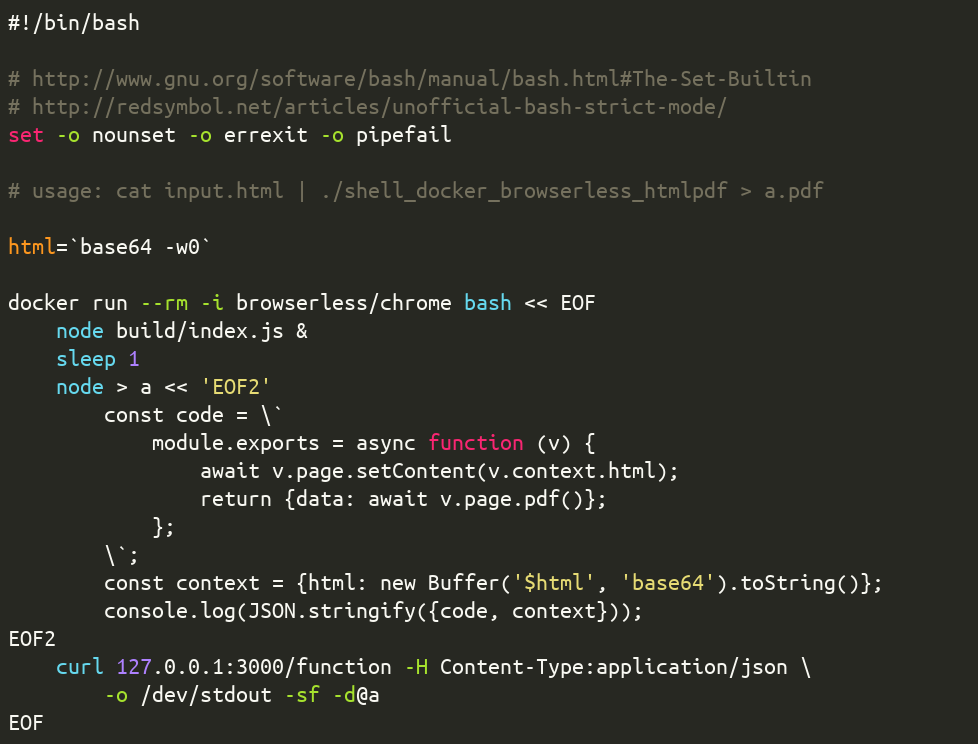 #!/bin/bash

# http://www.gnu.org/software/bash/manual/bash.html#The-Set-Builtin
# http://redsymbol.net/articles/unofficial-bash-strict-mode/
set -o nounset -o errexit -o pipefail

# usage: cat input.html | ./shell_docker_browserless_htmlpdf > a.pdf

html=`base64 -w0`

docker run --rm -i browserless/chrome bash << EOF
    node build/index.js &
    sleep 1
    node > a << 'EOF2'
        const code = \`
            module.exports = async function (v) {
                await v.page.setContent(v.context.html);
                return {data: await v.page.pdf()};
            };
        \`;
        const context = {html: new Buffer('$html', 'base64').toString()};
        console.log(JSON.stringify({code, context}));
EOF2
    curl 127.0.0.1:3000/function -H Content-Type:application/json \
        -o /dev/stdout -sf -d@a
EOF